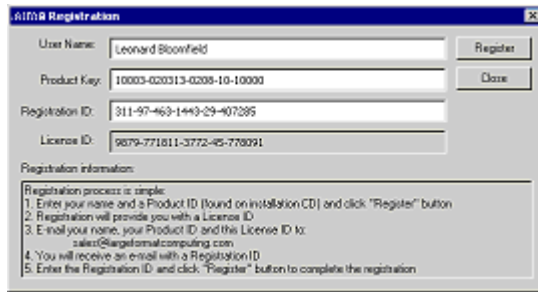 Registration
User Name: Leonard Bloomfield Register
Product Key: 10003-020313-0208-10-10000 Close
Registration ID: 311-97-463-1443-29-407285
License ID: 9879-771811-3772-45-778091
Registration information:
Registration process is simple:
1. Enter your name and a Product ID (found on installation CD) and click "Register" button
2. Registration will provide you with a License ID
3. E-mail your name, your Product ID and this License ID to:
sales@largeformatcomputing.com
4. You will receive an e-mail with a Registration ID
5. Enter the Registration ID and click "Register" button to complete the registration